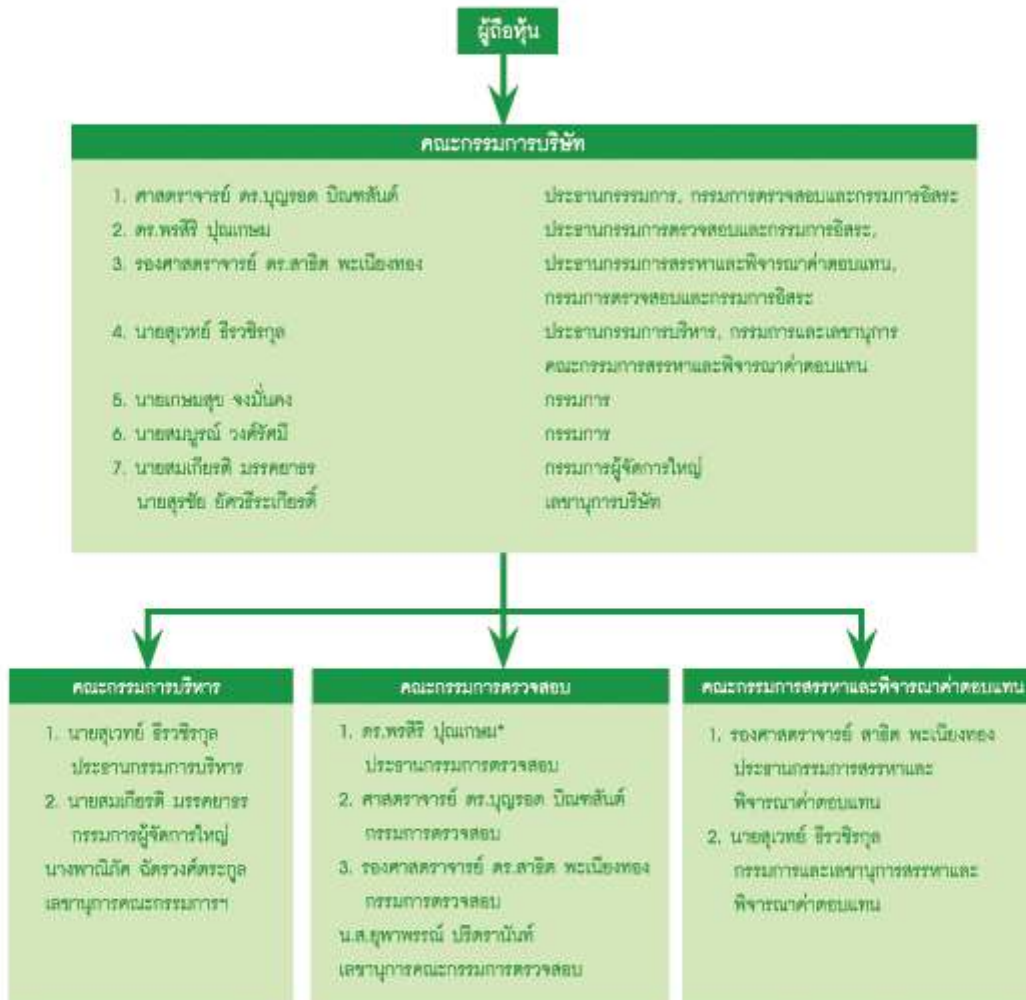 ผู้ถือหุ้น
คณะกรรมการบริษัท
1. ศาสตราจารย์ ดร.บุญรอด บิณฑสันต์ ประธานกรรรมการ, กรรมการตรวจสอบและกรรมการอิสระ
2. ดร.พรสิริ ปุณเกษม ประธานกรรมการตรวจสอบและกรรมการอิสระ,
3. รองศาสตราจารย์ ดร.สาธิต พะเนียงทอง ประธานกรรมการสรรหาและพิจารณาค่าตอบแทน,
กรรมการตรวจสอบและกรรมการอิสระ
4. นายสุเวทย์ ธีรวชิรกุล ประธานกรรมการบริหาร, กรรมการและเลขานุการ
คณะกรรมการสรรหาและพิจารณาค่าตอบแทน
5. นายเกษมสุข จงมั่นคง กรรมการ
6. นายสมบูรณ์ วงศ์รัศมี กรรมการ
7. นายสมเกียรติ มรรคยาธร กรรมการผู้จัดการใหญ่
นายสุรชัย อัศวธีระเกียรติ์ เลขานุการบริษัท
คณะกรรมการบริหาร
1. นายสุเวทย์ ธีรวชิรกุล
ประธานกรรมการบริหาร
2. นายสมเกียรติ มรรคยาธร
กรรมการผู้จัดการใหญ่
นางพาณิภัค ฉัตรวงศ์ตระกูล
เลขานุการคณะกรรมการฯ
คณะกรรมการตรวจสอบ
1. ดร.พรสิริ ปุณเกษม*
ประธานกรรมการตรวจสอบ
2. ศาสตราจารย์ ดร.บุญรอด บิณฑสันต์
กรรมการตรวจสอบ
3. รองศาสตราจารย์ ดร.สาธิต พะเนียงทอง
กรรมการตรวจสอบ
น.ส.ยุพาพรรณ์ ปริตรานันท์
เลขานุการคณะกรรมการตรวจสอบ
คณะกรรมการสรรหาและพิจารณาค่าตอบแทน
1. รองศาสตราจารย์ สาธิต พะเนียงทอง
ประธานกรรมการสรรหาและ
พิจารณาค่าตอบแทน
2. นายสุเวทย์ ธีรวชิรกุล
กรรมการและเลขานุการสรรหาและ
พิจารณาค่าตอบแทน